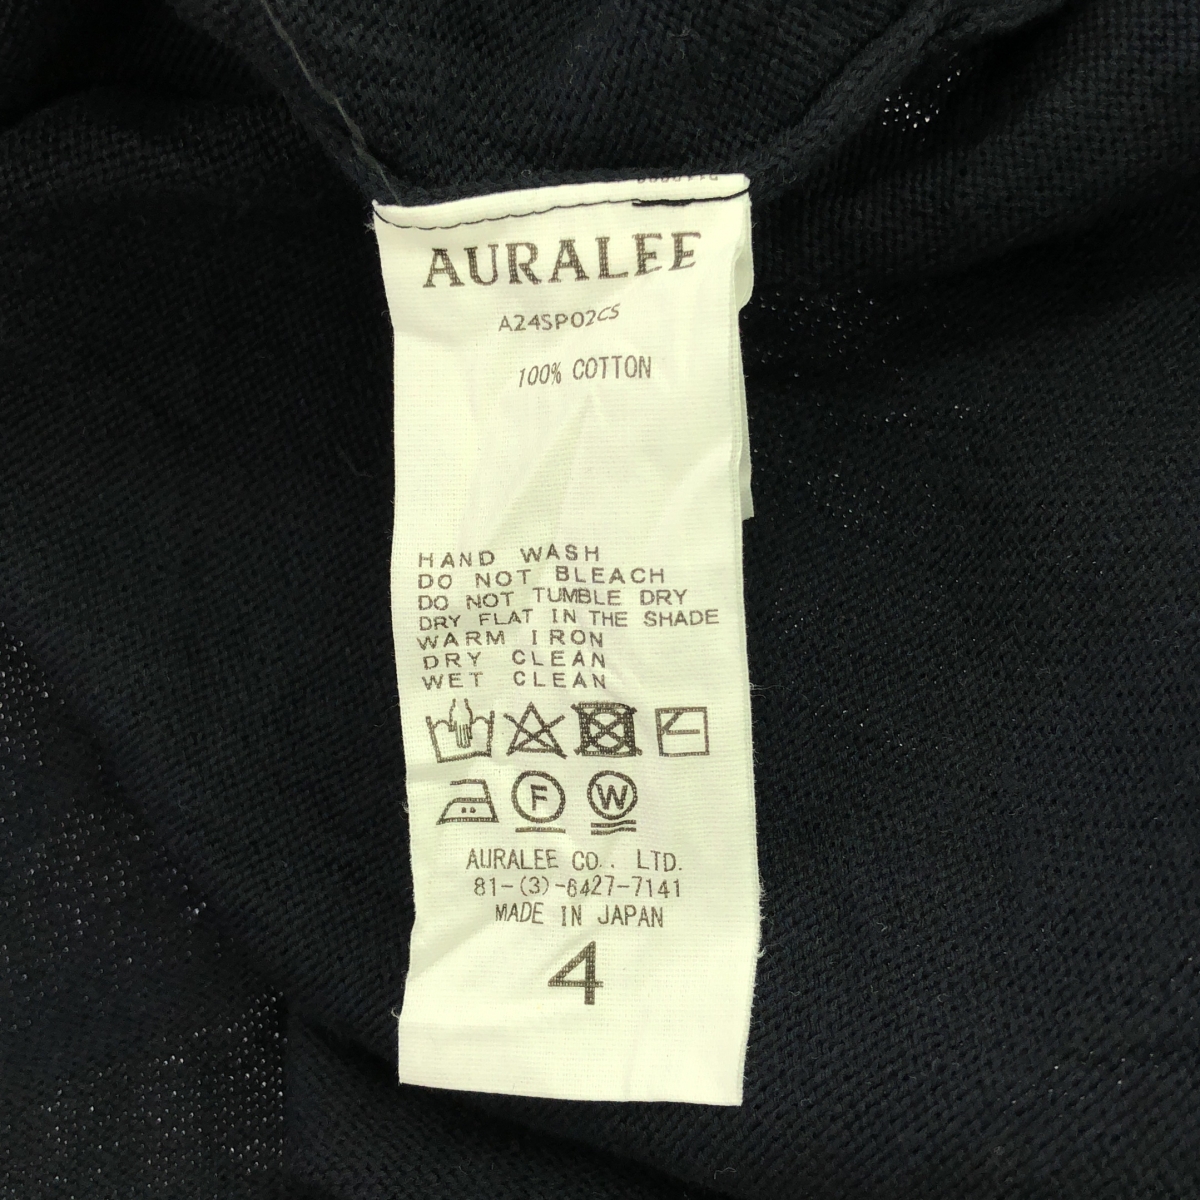 AURALEE
A24SP02CS
100% COTTON
HAND WASH
DO NOT BLEACH
DO NOT TUMBLE DRY
DRY FLAT IN THE SHADE
WARM IRON
DRY CLEAN
WET CLEAN
F W
AURALEE CO., LTD.
81-(3)-6427-7141
MADE IN JAPAN
4